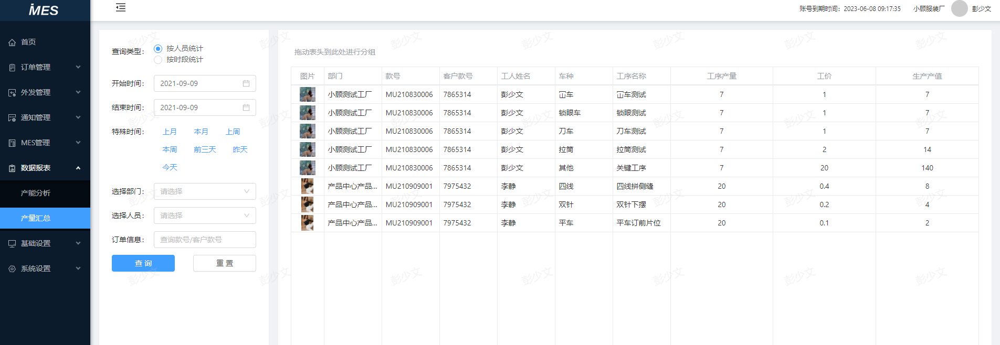 iMES
账号到期时间：2023-06-08 09:17:35 小顾服装厂 彭少文
首页
订单管理
外发管理
通知管理
MES管理
数据报表
产能分析
产量汇总
基础设置
系统设置
查询类型：
按人员统计
按时段统计
开始时间： 2021-09-09
结束时间： 2021-09-09
特殊时间： 上月 本月 上周
本周 前三天 昨天
今天
选择部门： 请选择
选择人员： 请选择
订单信息： 查询款号/客户款号
查 询 重 置
拖动表头到此处进行分组
图片 部门 款号 客户款号 工人姓名 车种 工序名称 工序产量 工价 生产产值
小顾测试工厂 MU210830006 7865314 彭少文 冚车 冚车测试 7 1 7
小顾测试工厂 MU210830006 7865314 彭少文 锁眼车 锁眼测试 7 1 7
小顾测试工厂 MU210830006 7865314 彭少文 刀车 刀车测试 7 1 7
小顾测试工厂 MU210830006 7865314 彭少文 拉筒 拉筒测试 7 2 14
小顾测试工厂 MU210830006 7865314 彭少文 其他 关键工序 7 20 140
产品中心产品... MU210909001 7975432 李静 四线 四线拼侧缝 20 0.4 8
产品中心产品... MU210909001 7975432 李静 双针 双针下摆 20 0.2 4
产品中心产品... MU210909001 7975432 李静 平车 平车订前片位 20 0.1 2